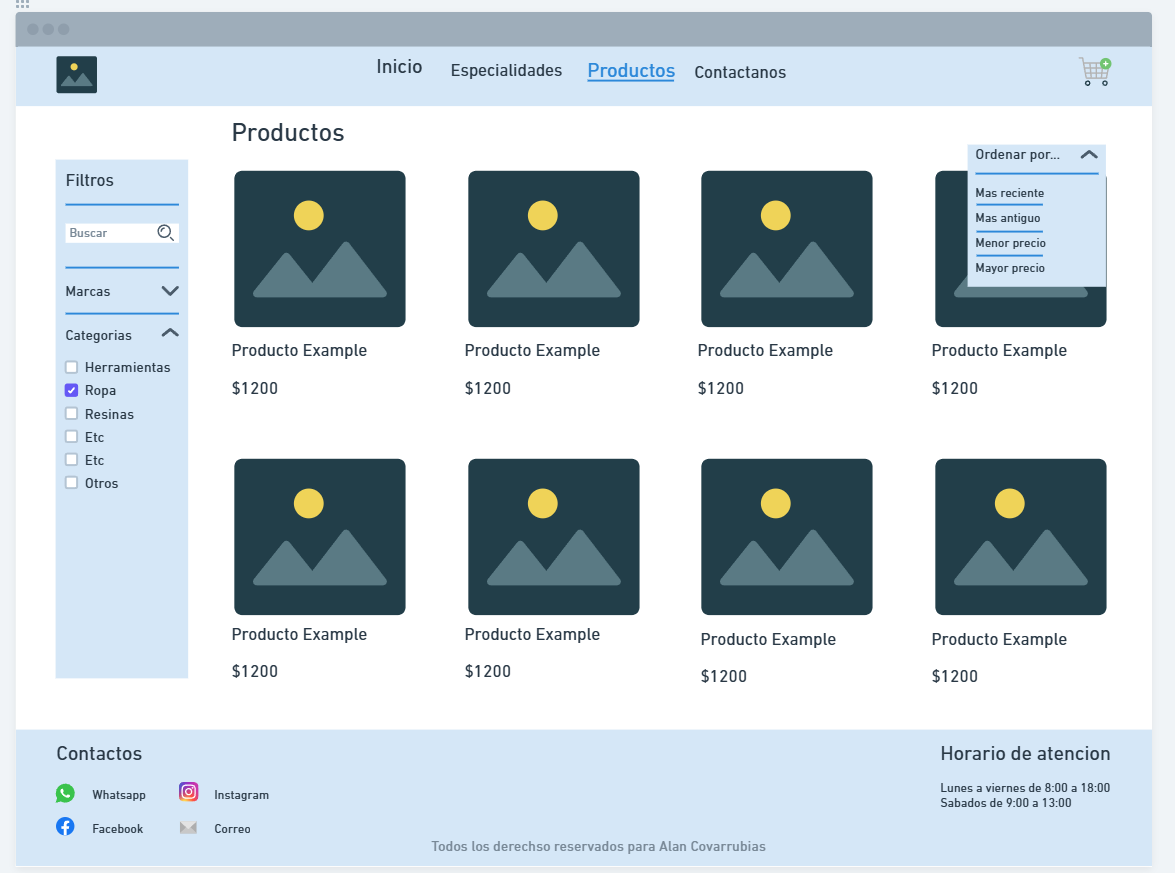 Inicio Especialidades Productos Contactanos
Productos
Ordenar por...
Mas reciente
Mas antiguo
Menor precio
Mayor precio
Filtros
Buscar
Marcas
Categorias
Herramientas
Ropa
Resinas
Etc
Etc
Otros
Producto Example Producto Example Producto Example Producto Example
$1200 $1200 $1200 $1200
Producto Example Producto Example Producto Example Producto Example
$1200 $1200 $1200 $1200
Contactos
Whatsapp Instagram
Facebook Correo
Horario de atencion
Lunes a viernes de 8:00 a 18:00
Sabados de 9:00 a 13:00
Todos los derechso reservados para Alan Covarrubias